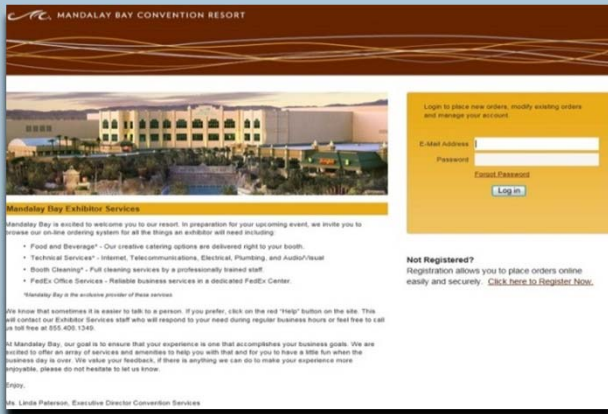 MANDALAY BAY CONVENTION RESORT
Login to place new orders, modify existing orders
and manage your account.
E-Mail Address
Password
Forgot Password
Log in
Mandalay Bay Exhibitor Services
Mandalay Bay is excited to welcome you to our resort. In preparation for your upcoming event, we invite you to
browse our on-line ordering system for all the things an exhibitor will need including:
• Food and Beverage* - Our creative catering options are delivered right to your booth.
• Technical Services* - Internet, Telecommunications, Electrical, Plumbing, and Audio/Visual
• Booth Cleaning* - Full cleaning services by a professionally trained staff.
• FedEx Office Services - Reliable business services in a dedicated FedEx Center.
*Mandalay Bay is the exclusive provider of these services
We know that sometimes it is easier to talk to a person. If you prefer, click on the red "Help" button on the site. This
will contact our Exhibitor Services staff who will respond to your need during regular business hours or feel free to call
us toll free at 855.408.1349.
At Mandalay Bay, our goal is to ensure that your experience is one that accomplishes your business goals. We are
excited to offer an array of services and amenities to help you with that and for you to have a little fun when the
business day is over. We value your feedback, if there is anything we can do to make your experience more
enjoyable, please do not hesitate to let us know.
Enjoy,
Ms. Linda Paterson, Executive Director Convention Services
Not Registered?
Registration allows you to place orders online
easily and securely. Click here to Register Now.